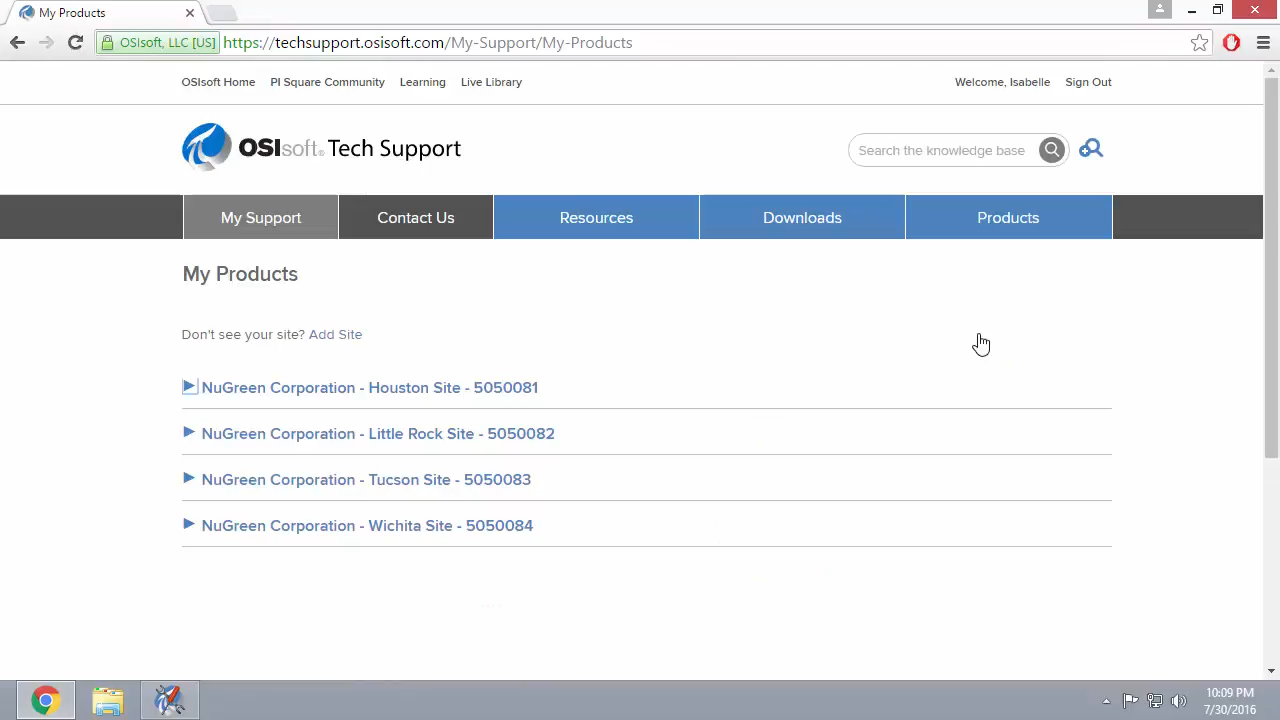 My Products
OSIsoft, LLC [US] https://techsupport.osisoft.com/My-Support/My-Products
OSIsoft Home PI Square Community Learning Live Library Welcome, Isabelle Sign Out
OSIsoft. Tech Support
Search the knowledge base
My Support Contact Us Resources Downloads Products
My Products
Don't see your site? Add Site
NuGreen Corporation - Houston Site - 5050081
NuGreen Corporation - Little Rock Site - 5050082
NuGreen Corporation - Tucson Site - 5050083
NuGreen Corporation - Wichita Site - 5050084
10:09 PM
7/30/2016